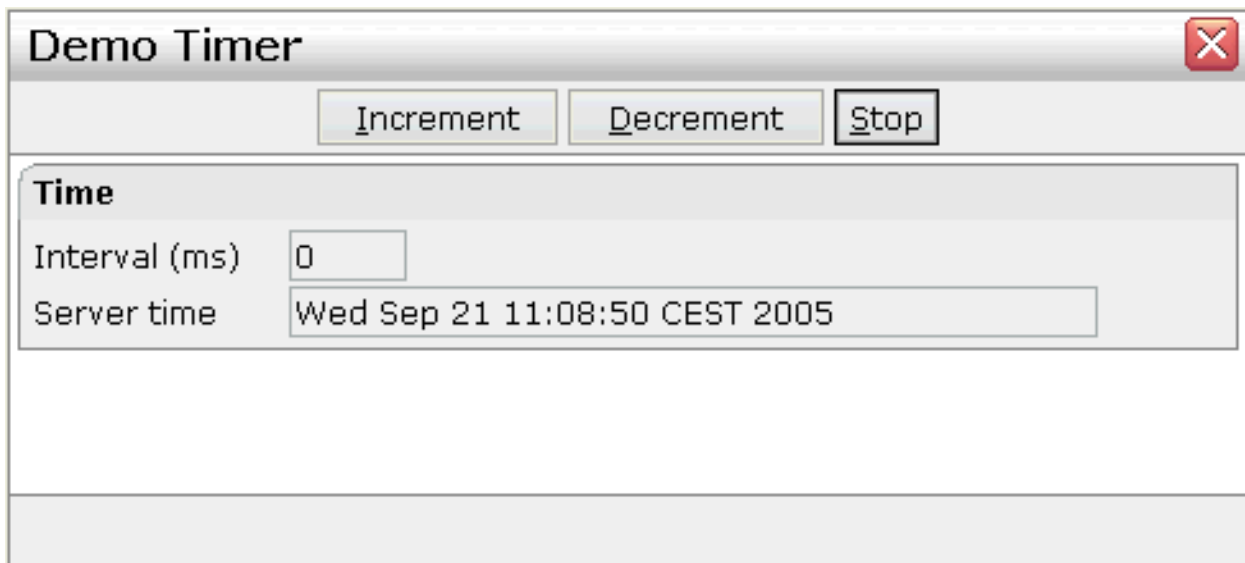 Demo Timer
Increment Decrement Stop
Time
Interval (ms) 0
Server time Wed Sep 21 11:08:50 CEST 2005